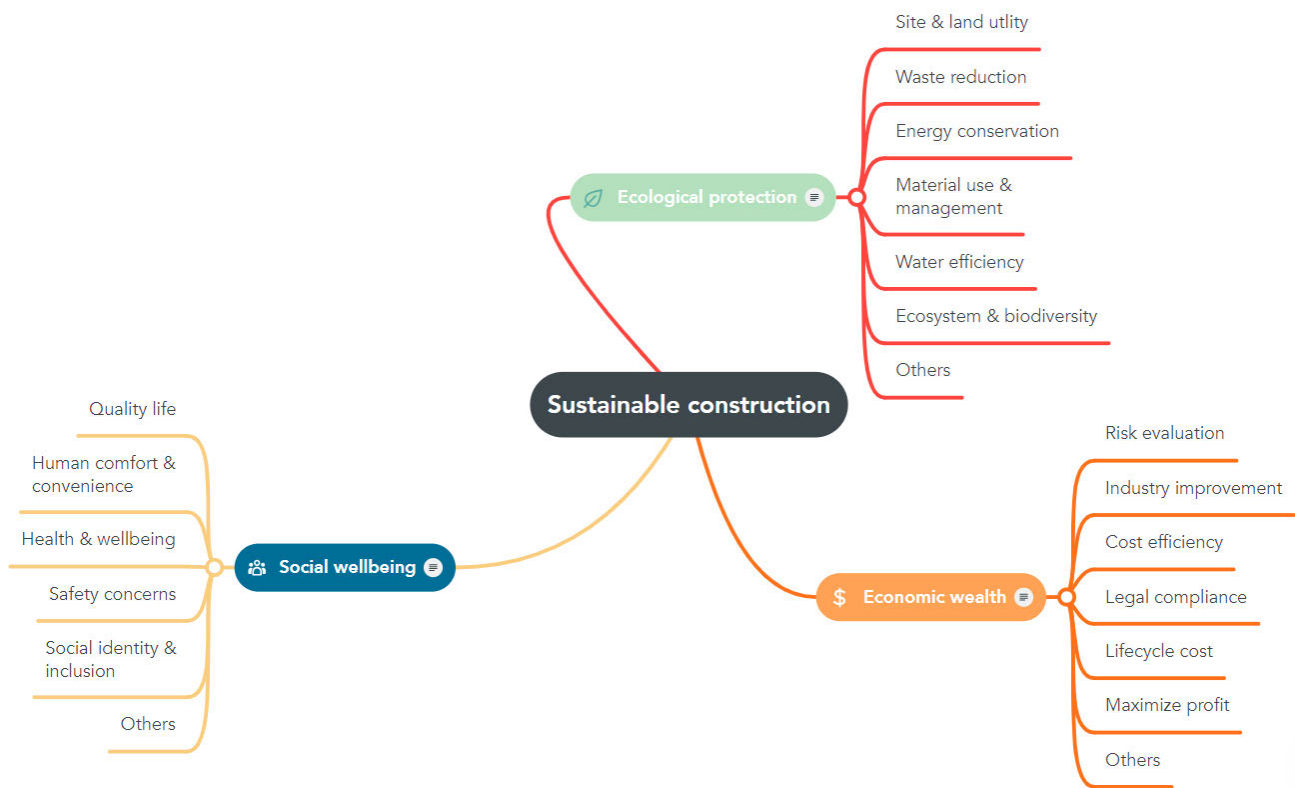 Sustainable construction
Ecological protection
Site & land utlity
Waste reduction
Energy conservation
Material use &
management
Water efficiency
Ecosystem & biodiversity
Others
$ Economic wealth
Risk evaluation
Industry improvement
Cost efficiency
Legal compliance
Lifecycle cost
Maximize profit
Others
Social wellbeing
Quality life
Human comfort &
convenience
Health & wellbeing
Safety concerns
Social identity &
inclusion
Others